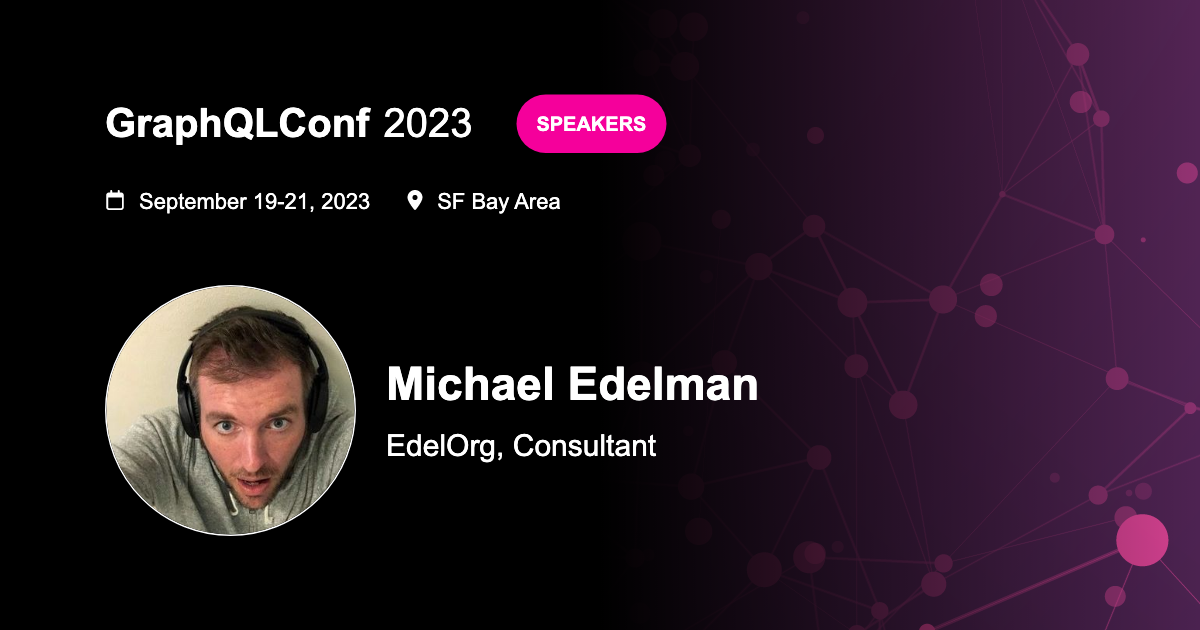 GraphQLConf 2023
SPEAKERS
September 19-21, 2023
SF Bay Area
Michael Edelman
EdelOrg, Consultant